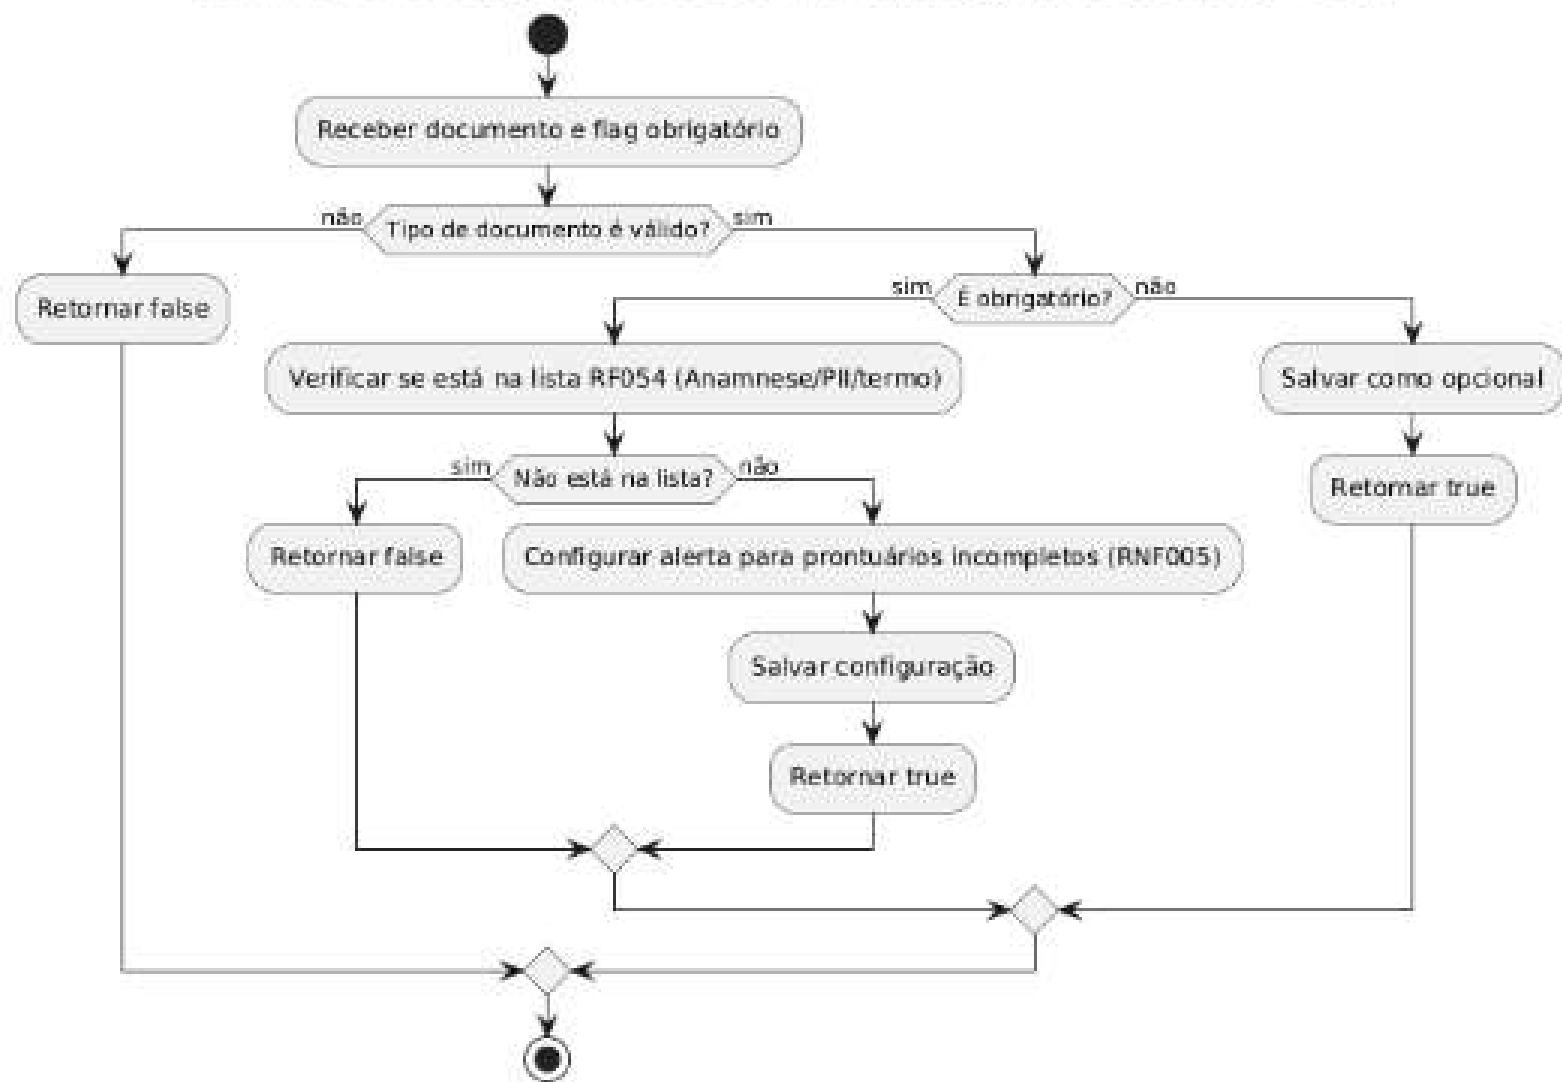 Receber documento e flag obrigatório
não
Tipo de documento é válido?
sim
Retornar false
sim
É obrigatório?
não
Verificar se está na lista RF054 (Anamnese/PII/termo)
Salvar como opcional
sim
Não está na lista?
não
Retornar true
Retornar false
Configurar alerta para prontuários incompletos (RNF005)
Salvar configuração
Retornar true